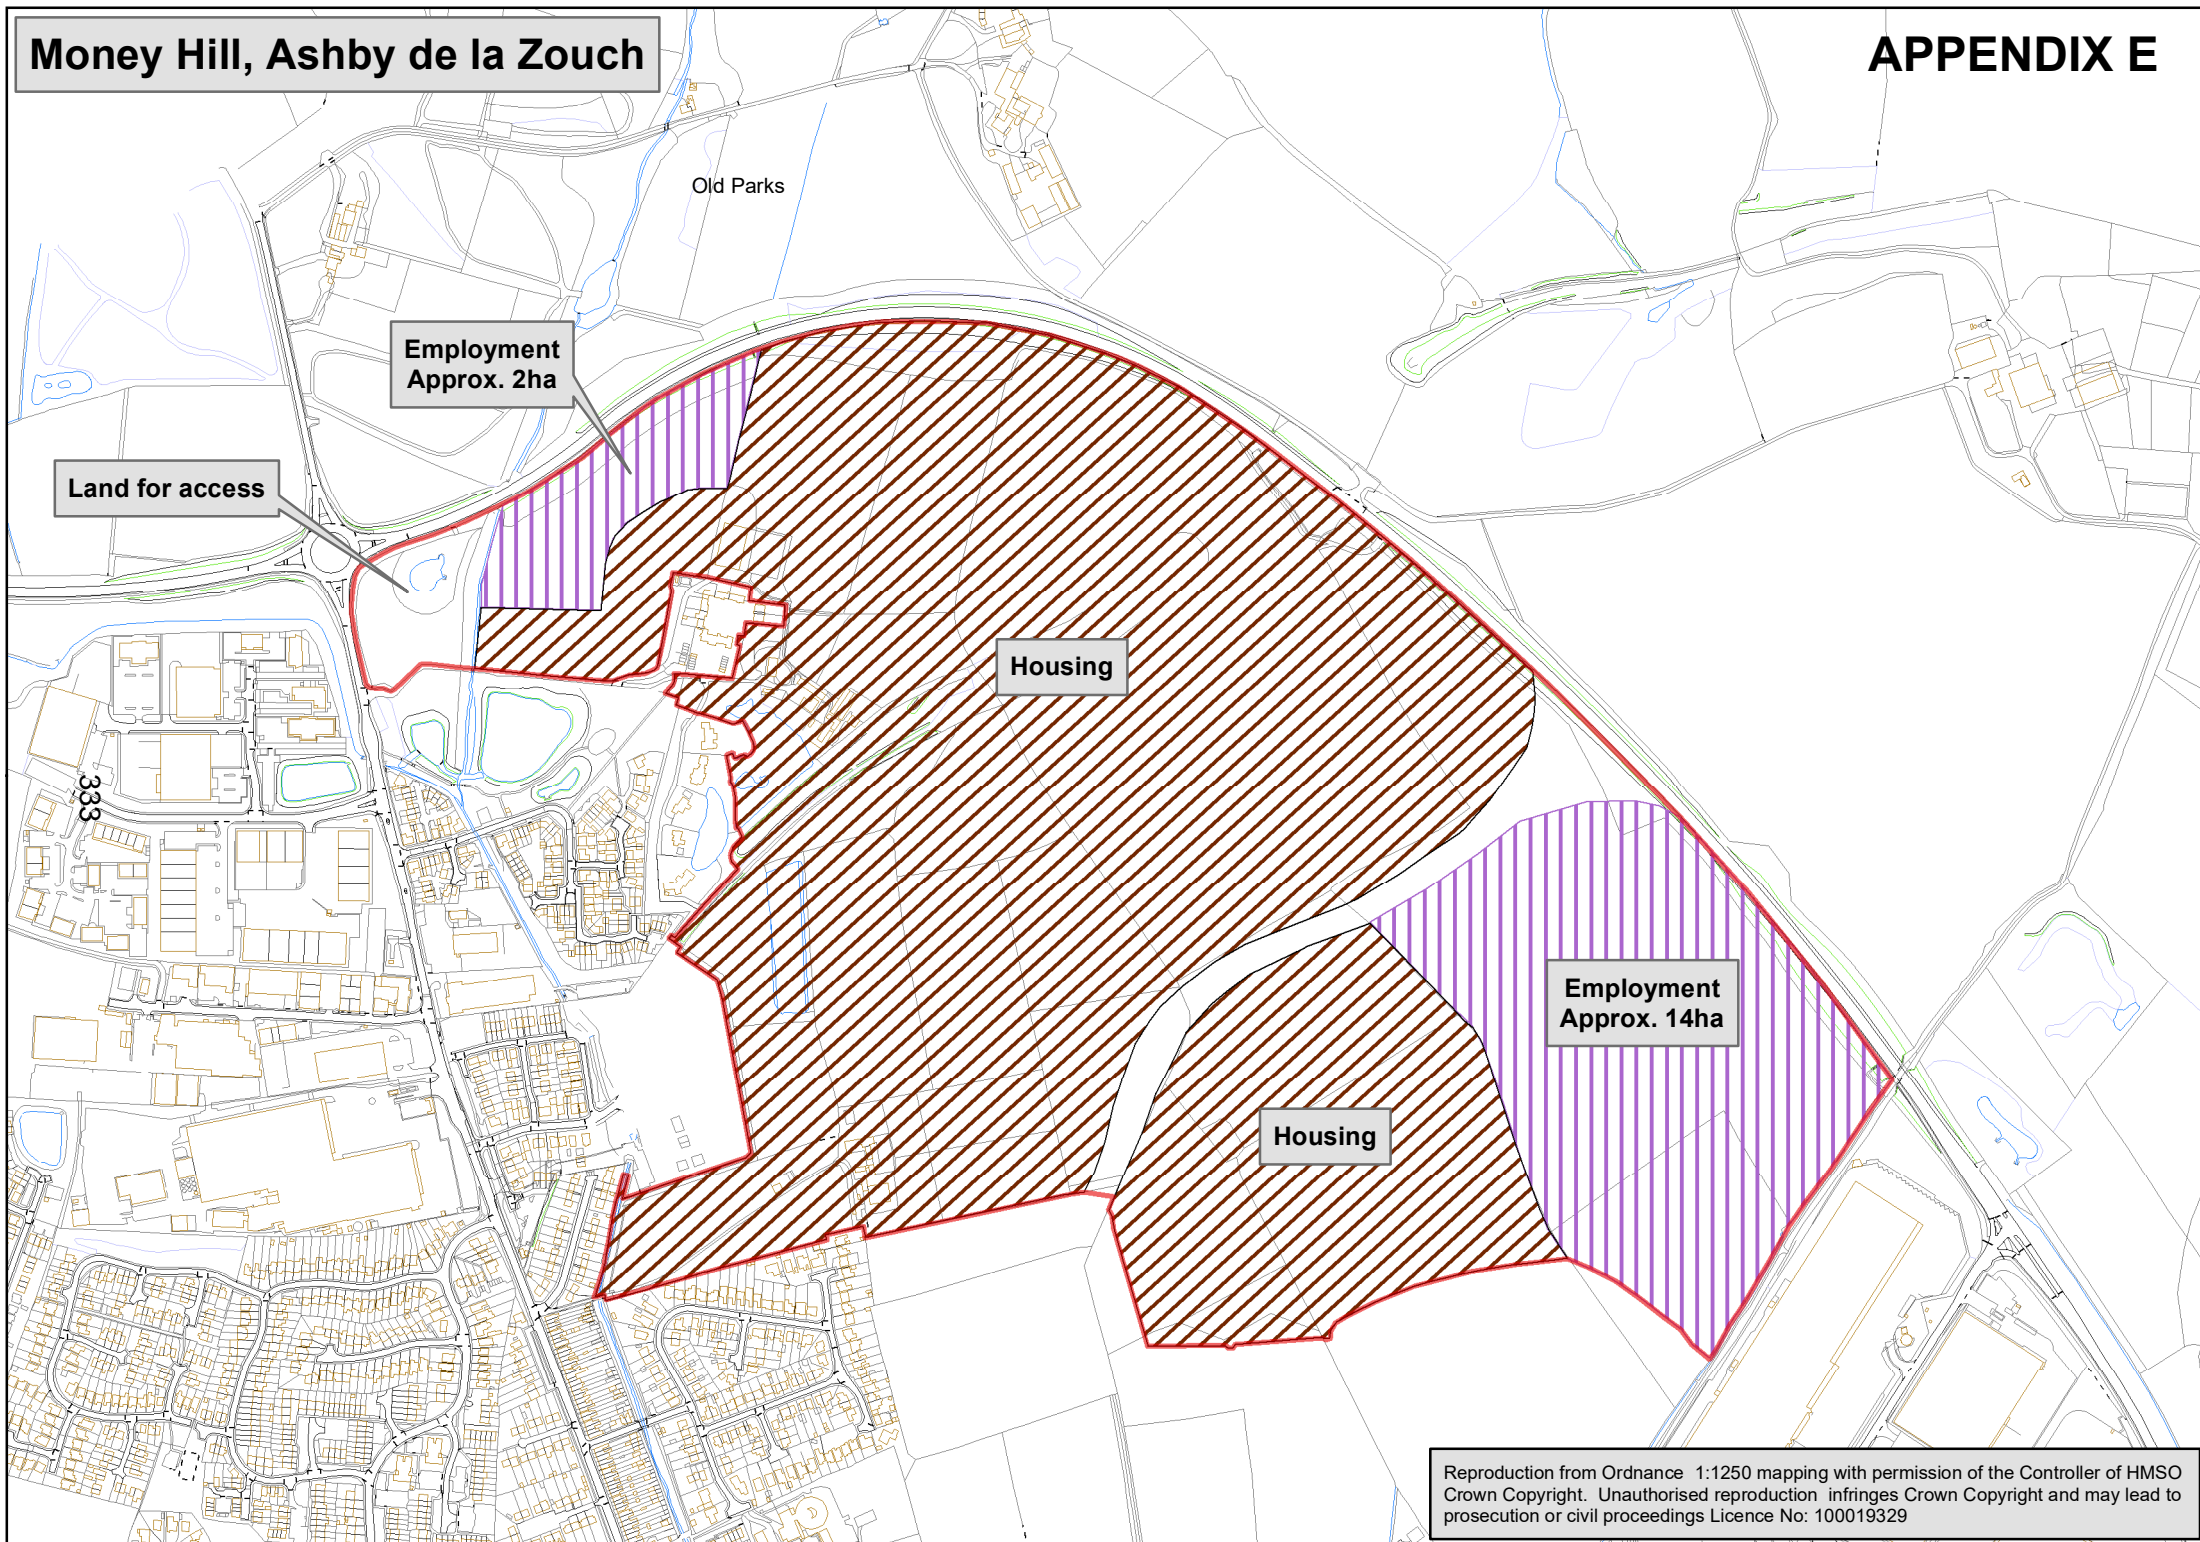 Money Hill, Ashby de la Zouch
APPENDIX E
Old Parks
Employment
Approx. 2ha
Land for access
Housing
333
Employment
Approx. 14ha
Housing
Reproduction from Ordnance 1:1250 mapping with permission of the Controller of HMSO
Crown Copyright. Unauthorised reproduction infringes Crown Copyright and may lead to
prosecution or civil proceedings Licence No: 100019329